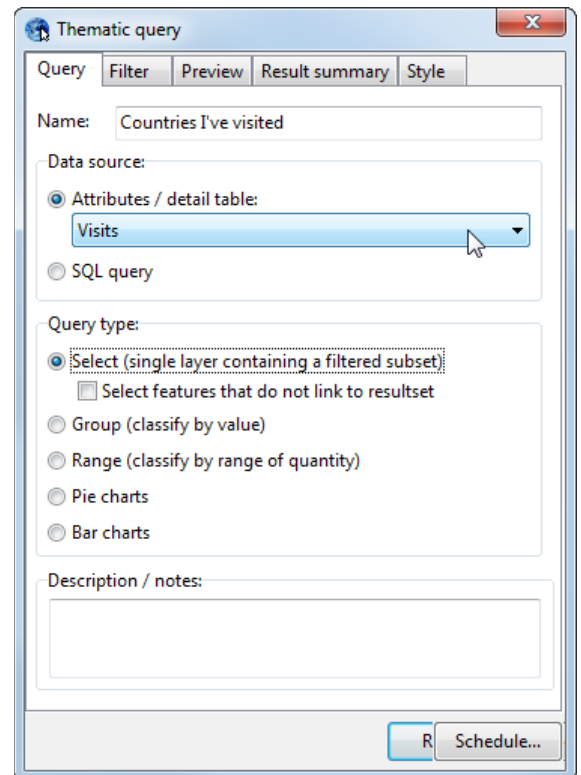 Thematic query
Query Filter Preview Result summary Style
Name: Countries I've visited
Data source:
Attributes / detail table:
Visits
SQL query
Query type:
Select (single layer containing a filtered subset)
Select features that do not link to resultset
Group (classify by value)
Range (classify by range of quantity)
Pie charts
Bar charts
Description / notes:
R Schedule...